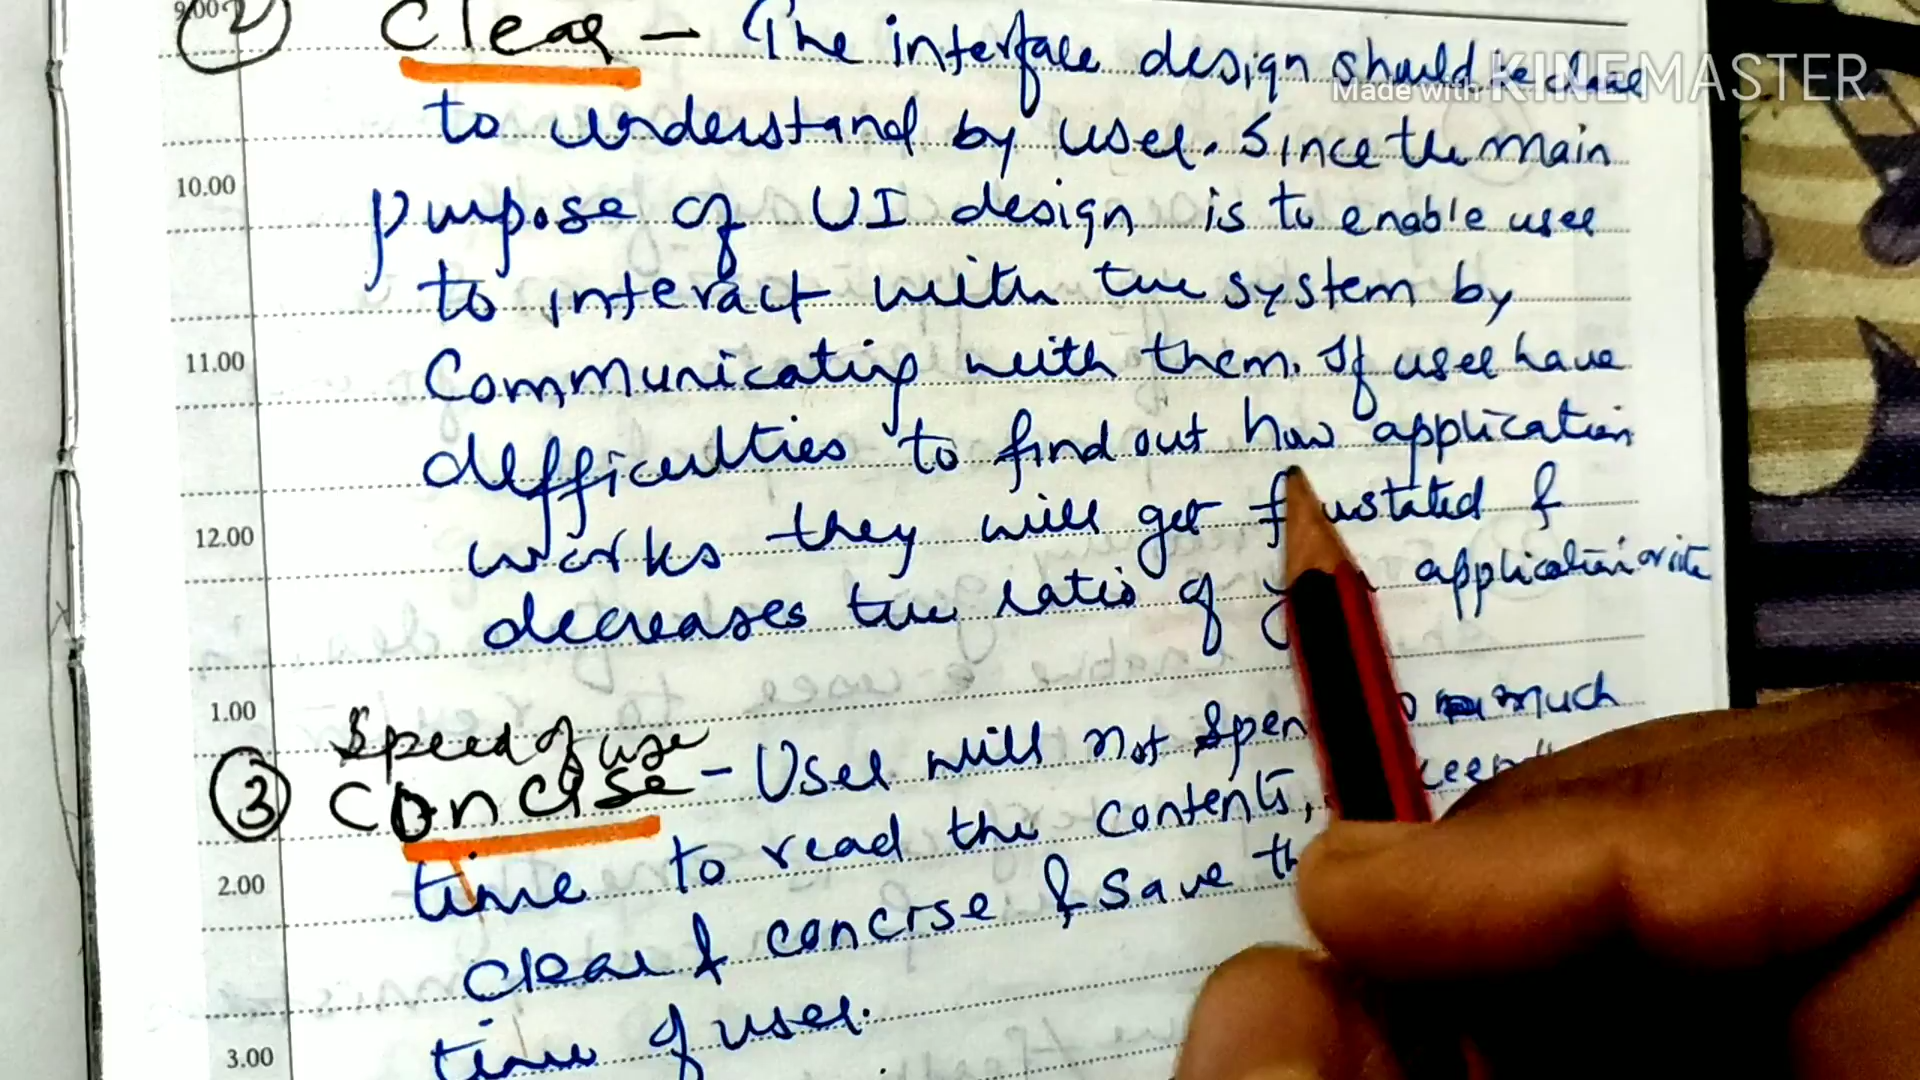 9.00
② Clear - The interface design should be clear
Made with KINEMASTER
to understand by user. Since the main
10.00
purpose of UI design is to enable user
to interact with the system by
11.00
Communicating with them. If user have
difficulties to find out how application
12.00
works they will get frustated &
decreases the ratio of application or site
1.00
Speed of use
③ Concise - User will not much
time to read the contents,
2.00
clear & concise & save
time of user.
3.00